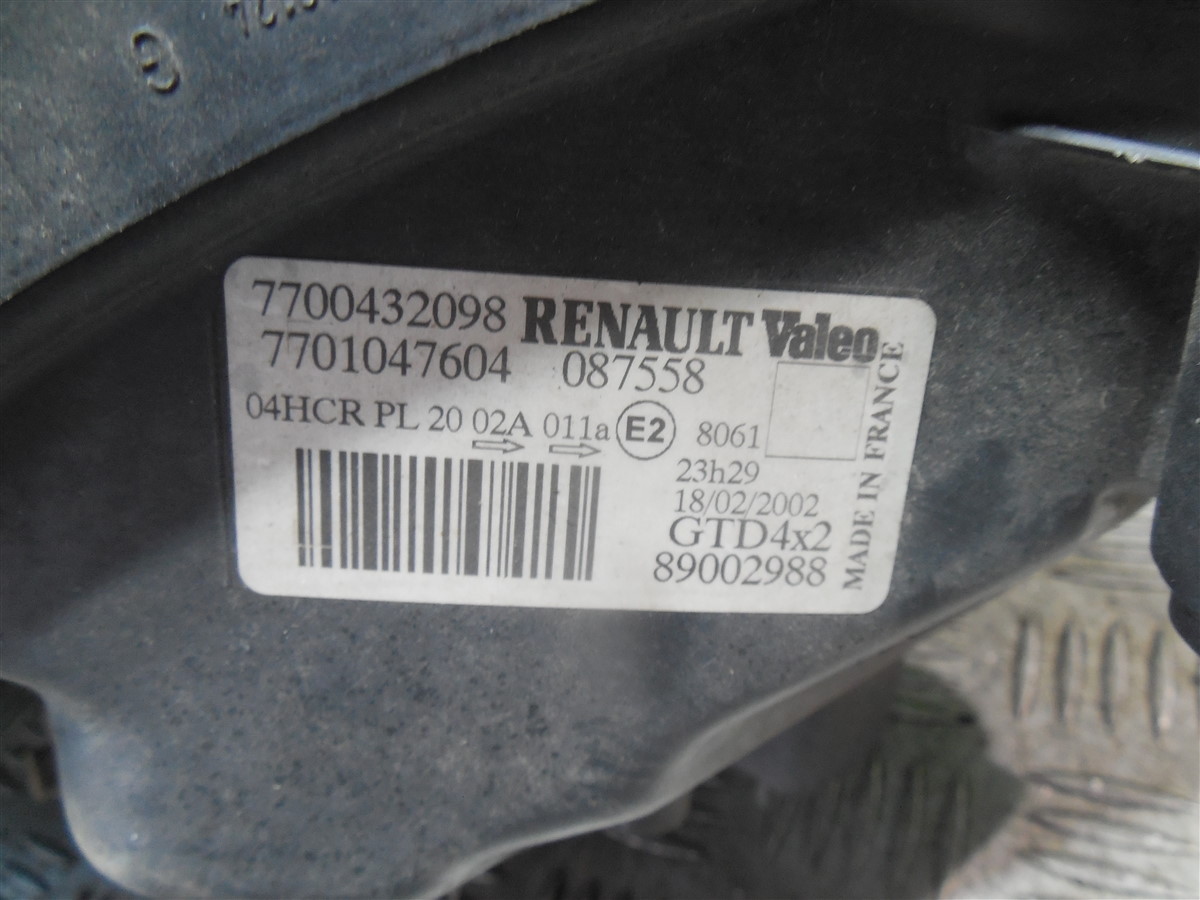 G
7700432098 RENAULT Valeo
7701047604 087558
04HCR PL 20 02A 011a E2 8061
23h29
18/02/2002
GTD4x2
89002988
MADE IN FRANCE